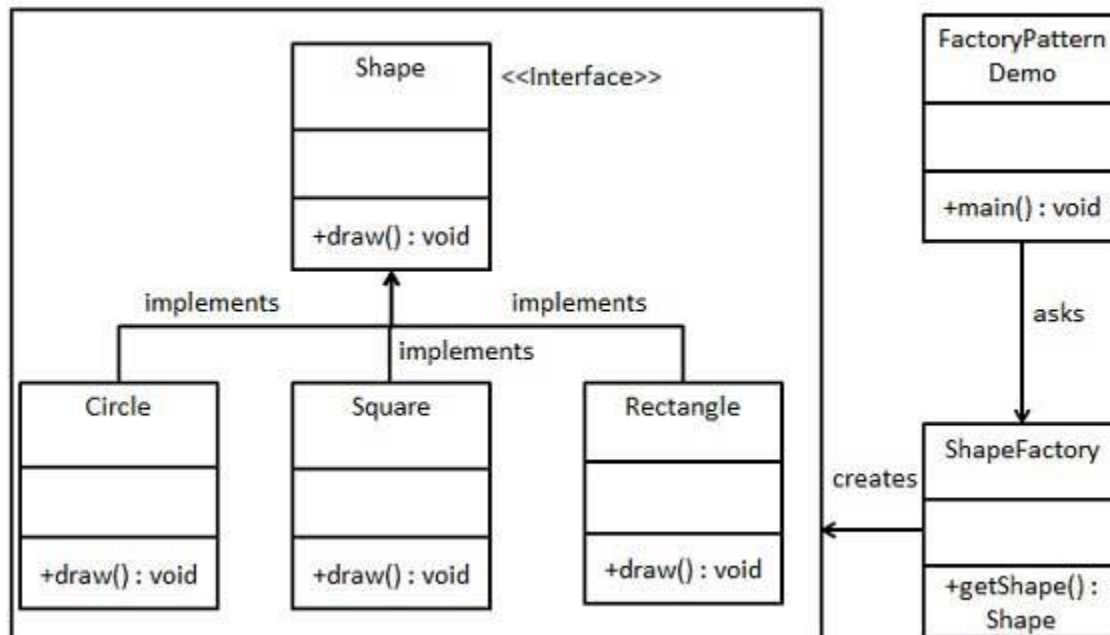 Shape
<<Interface>>
+draw() : void
implements
implements
implements
Circle
+draw() : void
Square
+draw() : void
Rectangle
+draw() : void
FactoryPattern
Demo
+main() : void
asks
ShapeFactory
+getShape() :
Shape
creates